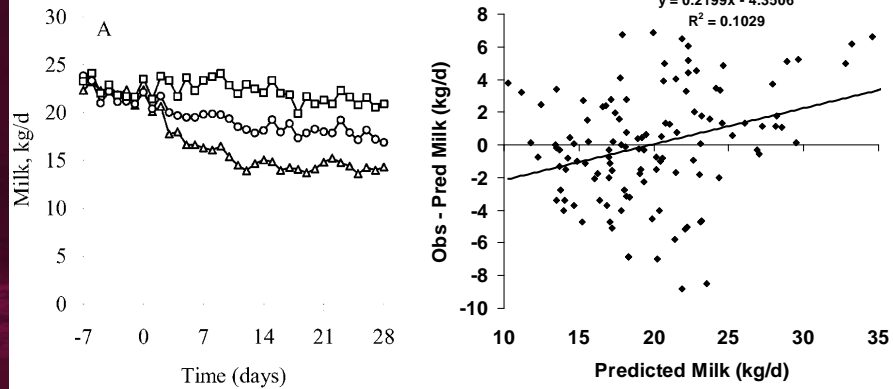 A
30
25
20
15
10
5
0
-7 0 7 14 21 28
Milk, kg/d
Time (days)
y = 0.2199x - 4.3506
R² = 0.1029
8
6
4
2
0
-2
-4
-6
-8
-10
10 15 20 25 30 35
Obs - Pred Milk (kg/d)
Predicted Milk (kg/d)